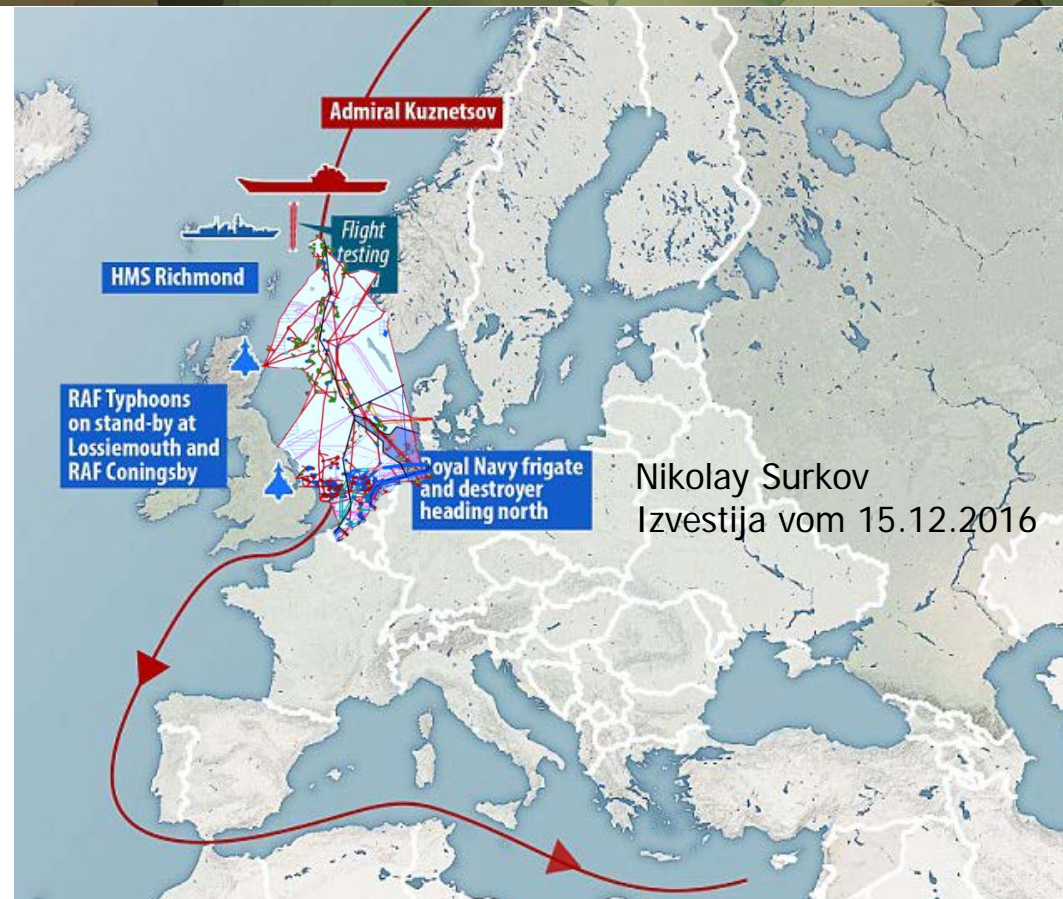 Admiral Kuznetsov
Flight
testing
HMS Richmond
RAF Typhoons
on stand-by at
Lossiemouth and
RAF Coningsby
Royal Navy frigate
and destroyer
heading north
Nikolay Surkov
Izvestija vom 15.12.2016